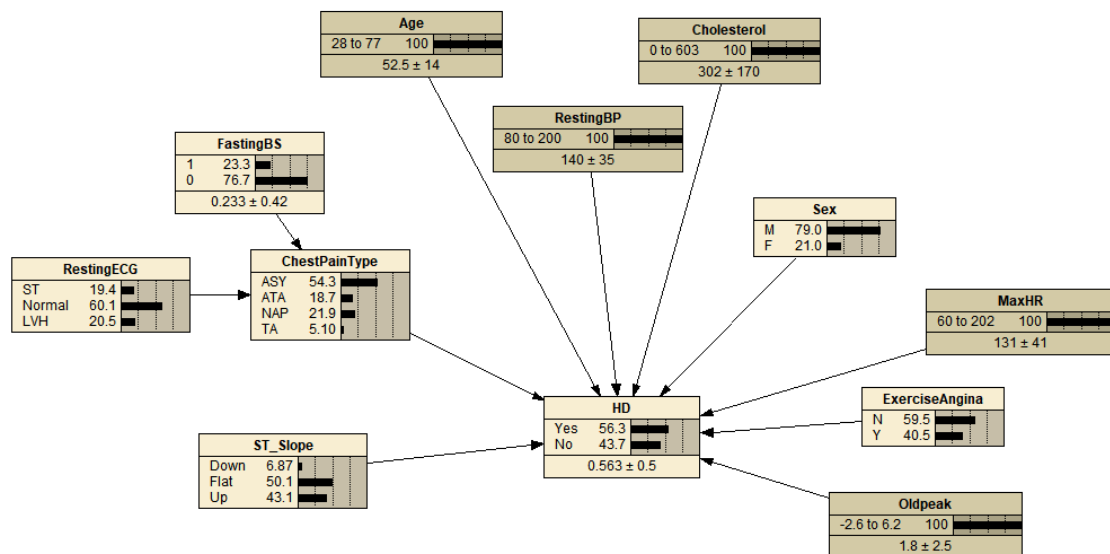 Age
28 to 77 100
52.5 ± 14
Cholesterol
0 to 603 100
302 ± 170
RestingBP
80 to 200 100
140 ± 35
FastingBS
1 23.3
0 76.7
0.233 ± 0.42
Sex
M 79.0
F 21.0
RestingECG
ST 19.4
Normal 60.1
LVH 20.5
ChestPainType
ASY 54.3
ATA 18.7
NAP 21.9
TA 5.10
MaxHR
60 to 202 100
131 ± 41
HD
Yes 56.3
No 43.7
0.563 ± 0.5
ExerciseAngina
N 59.5
Y 40.5
ST_Slope
Down 6.87
Flat 50.1
Up 43.1
Oldpeak
-2.6 to 6.2 100
1.8 ± 2.5